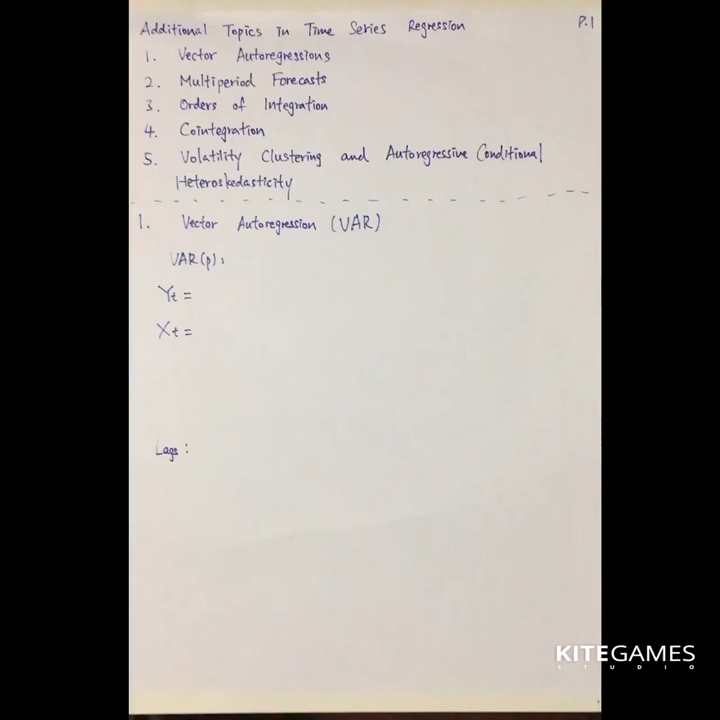 Additional Topics in Time Series Regression P.1
1. Vector Autoregressions
2. Multiperiod Forecasts
3. Orders of Integration
4. Cointegration
5. Volatility Clustering and Autoregressive Conditional
Heteroskedasticity
1. Vector Autoregression (VAR)
VAR(p):
Yt =
Xt =
Lags :
KITEGAMES
STUDIO